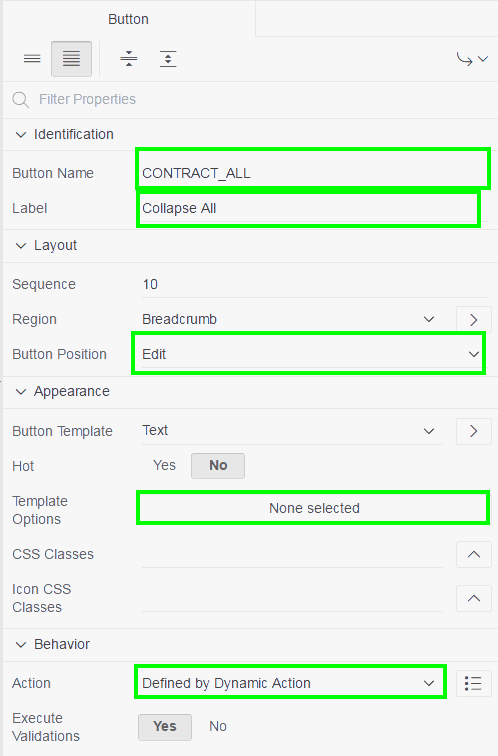 Button
Filter Properties
Identification
Button Name CONTRACT_ALL
Label Collapse All
Layout
Sequence 10
Region Breadcrumb
Button Position Edit
Appearance
Button Template Text
Hot Yes No
Template
Options
None selected
CSS Classes
Icon CSS
Classes
Behavior
Action Defined by Dynamic Action
Execute
Validations
Yes No